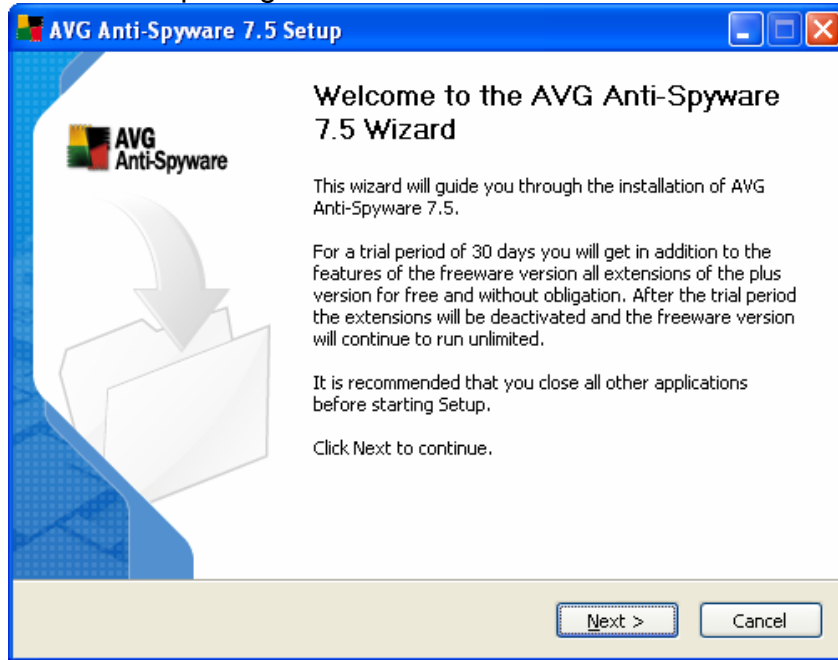 AVG Anti-Spyware 7.5 Setup
AVG
Anti-Spyware
Welcome to the AVG Anti-Spyware
7.5 Wizard
This wizard will guide you through the installation of AVG
Anti-Spyware 7.5.
For a trial period of 30 days you will get in addition to the
features of the freeware version all extensions of the plus
version for free and without obligation. After the trial period
the extensions will be deactivated and the freeware version
will continue to run unlimited.
It is recommended that you close all other applications
before starting Setup.
Click Next to continue.
Next >
Cancel